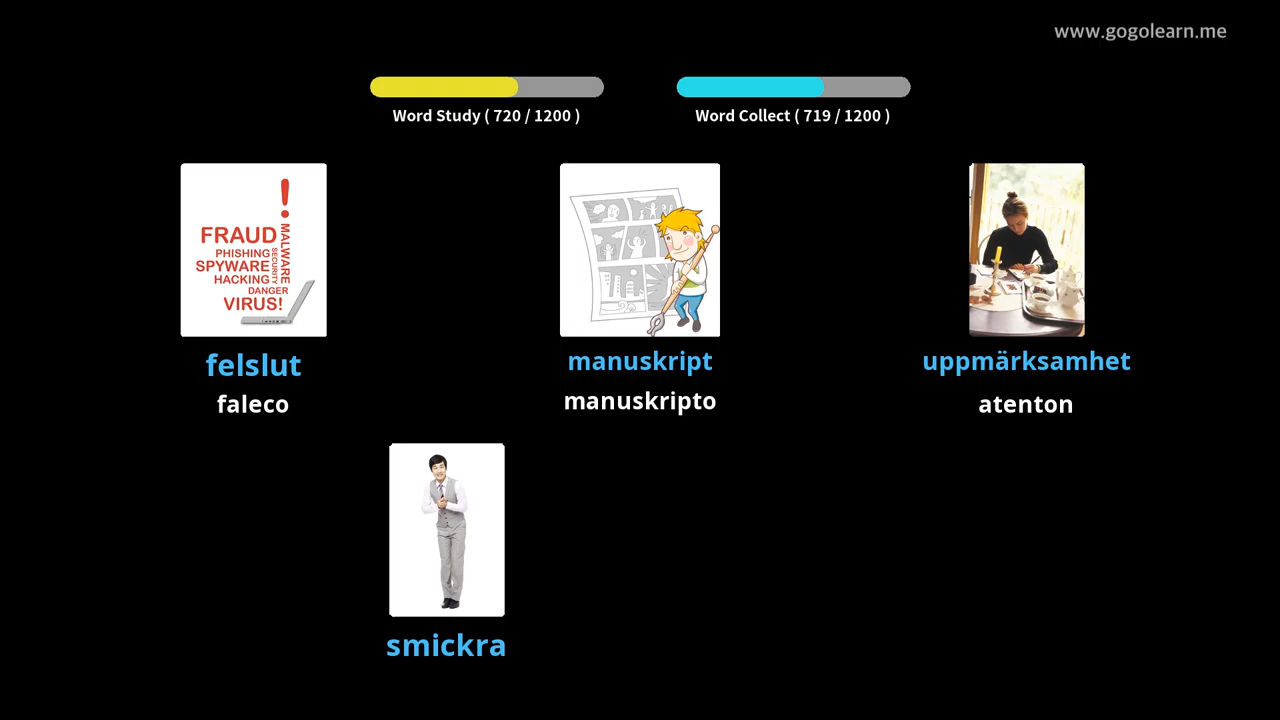 www.gogolearn.me
Word Study ( 720 / 1200 )
Word Collect ( 719 / 1200 )
!
FRAUD
MALWARE
PHISHING
SECURITY
SPYWARE
HACKING
DANGER
VIRUS!
felslut
manuskript
uppmärksamhet
faleco
manuskripto
atenton
smickra